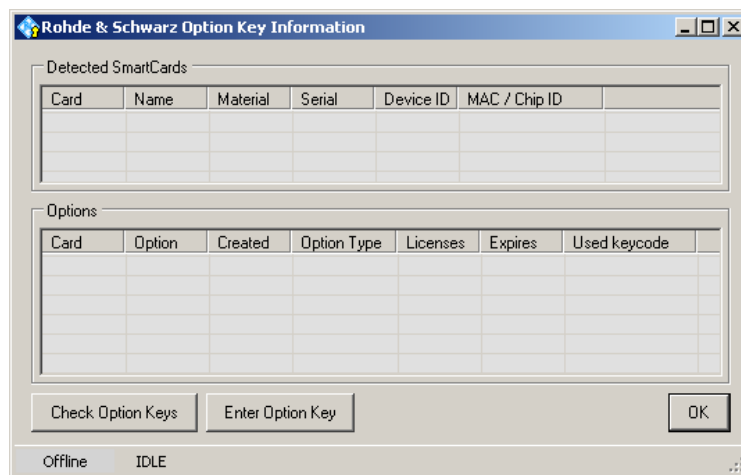 Rohde & Schwarz Option Key Information
Detected SmartCards
Card Name Material Serial Device ID MAC / Chip ID
Options
Card Option Created Option Type Licenses Expires Used keycode
Check Option Keys Enter Option Key OK
Offline IDLE